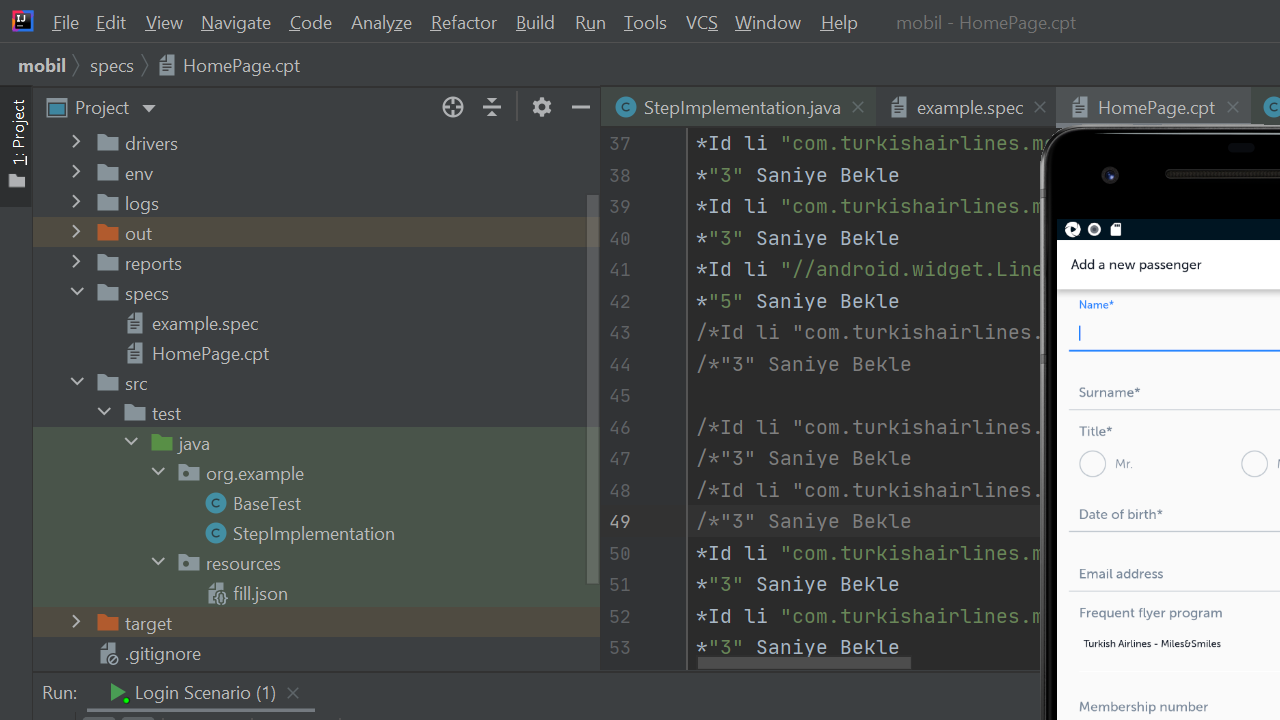 File Edit View Navigate Code Analyze Refactor Build Run Tools VCS Window Help mobil - HomePage.cpt
mobil specs HomePage.cpt
1: Project
Project
drivers
env
logs
out
reports
specs
example.spec
HomePage.cpt
src
test
java
org.example
BaseTest
StepImplementation
resources
fill.json
target
.gitignore
StepImplementation.java example.spec HomePage.cpt
37 *Id li "com.turkishairlines.m
38 *"3" Saniye Bekle
39 *Id li "com.turkishairlines.m
40 *"3" Saniye Bekle
41 *Id li "//android.widget.Line
42 *"5" Saniye Bekle
43 /*Id li "com.turkishairlines.
44 /*"3" Saniye Bekle
45
46 /*Id li "com.turkishairlines.
47 /*"3" Saniye Bekle
48 /*Id li "com.turkishairlines.
49 /*"3" Saniye Bekle
50 *Id li "com.turkishairlines.m
51 *"3" Saniye Bekle
52 *Id li "com.turkishairlines.m
53 *"3" Saniye Bekle
Add a new passenger
Name*
Surname*
Title*
Mr.
Date of birth*
Email address
Frequent flyer program
Turkish Airlines - Miles&Smiles
Membership number
Run: Login Scenario (1)